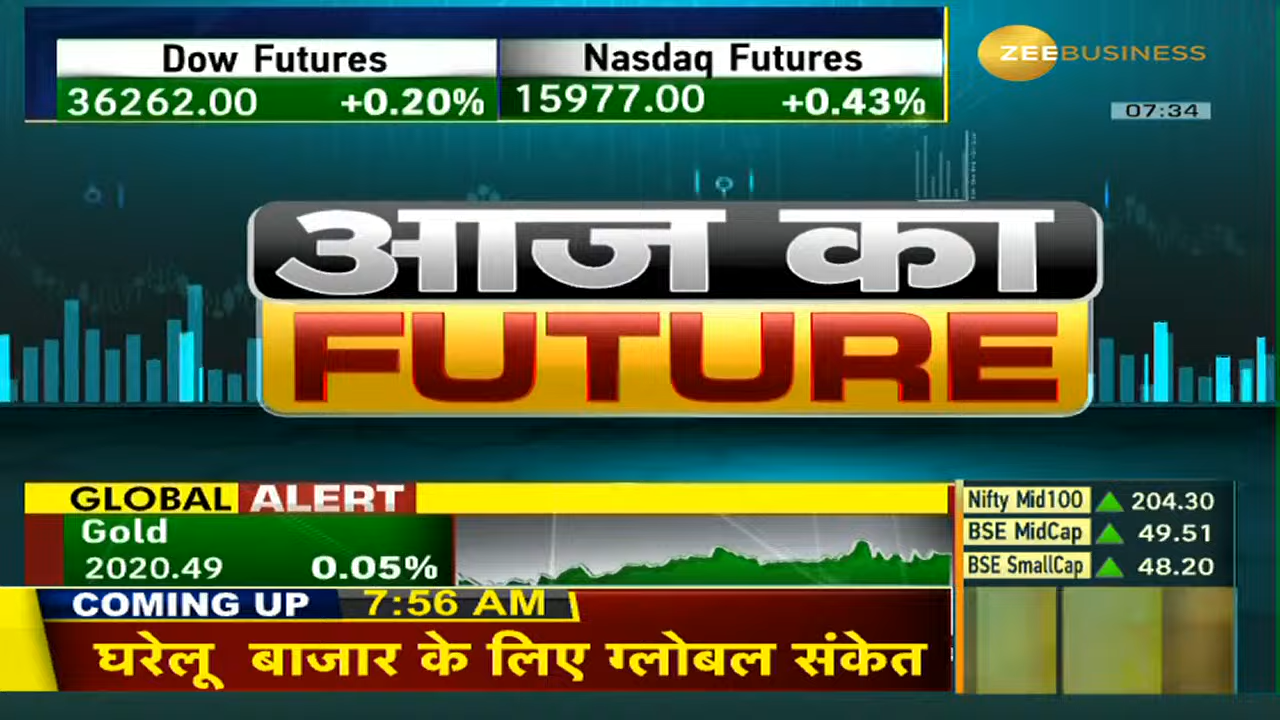 Dow Futures
36262.00 +0.20%
Nasdaq Futures
15977.00 +0.43%
ZEEBUSINESS
07:34
आज का
FUTURE
GLOBAL ALERT
Gold
2020.49 0.05%
Nifty Mid100 ▲ 204.30
BSE MidCap ▲ 49.51
BSE SmallCap ▲ 48.20
COMING UP 7:56 AM
घरेलू बाजार के लिए ग्लोबल संकेत